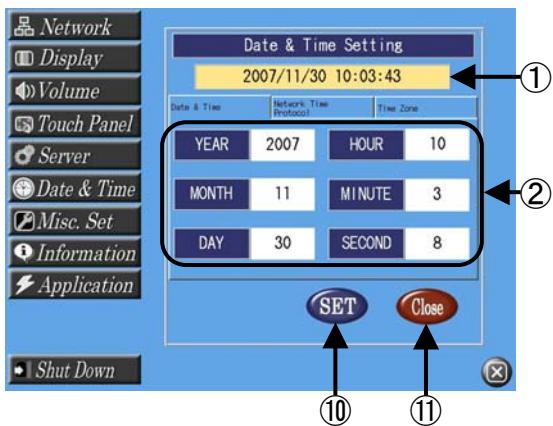 Network
Display
Volume
Touch Panel
Server
Date & Time
Misc. Set
Information
Application
Shut Down
Date & Time Setting
2007/11/30 10:03:43
①
Date & Time
Network Time
Protocol
Time Zone
YEAR 2007 HOUR 10
MONTH 11 MINUTE 3
②
DAY 30 SECOND 8
SET Close
⑩ ⑪